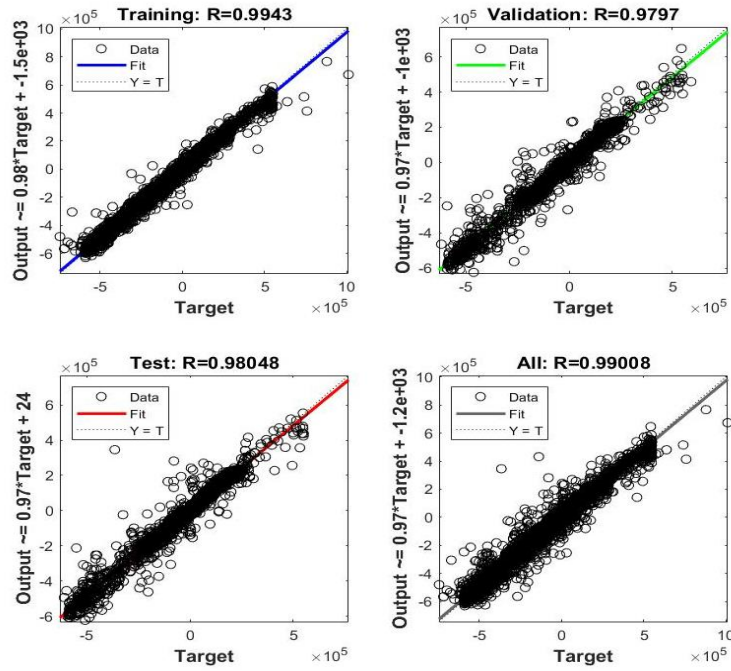 Training: R=0.9943
×10^5
10
8
6
4
2
0
-2
-4
-6
Data
Fit
Y = T
Output ~= 0.98*Target + -1.5e+03
-5 0 5 10
×10^5
Target
Validation: R=0.9797
×10^5
6
4
2
0
-2
-4
-6
Data
Fit
Y = T
Output ~= 0.97*Target + -1e+03
-5 0 5
×10^5
Target
Test: R=0.98048
×10^5
6
4
2
0
-2
-4
-6
Data
Fit
Y = T
Output ~= 0.97*Target + 24
-5 0 5
×10^5
Target
All: R=0.99008
×10^5
10
8
6
4
2
0
-2
-4
-6
Data
Fit
Y = T
Output ~= 0.97*Target + -1.2e+03
-5 0 5 10
×10^5
Target